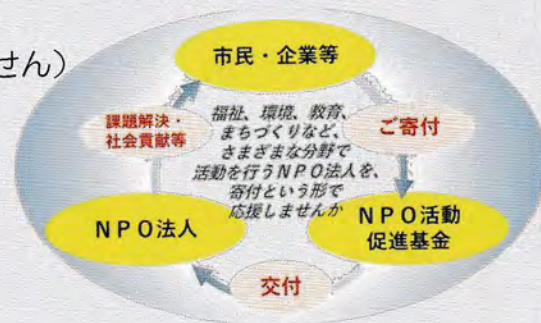 せん）
市民・企業等
課題解決・
社会貢献等
福祉、環境、教育、
まちづくりなど、
さまざまな分野で
活動を行うNPO法人を、
寄付という形で
応援しませんか
ご寄付
NPO法人
NPO活動
促進基金
交付